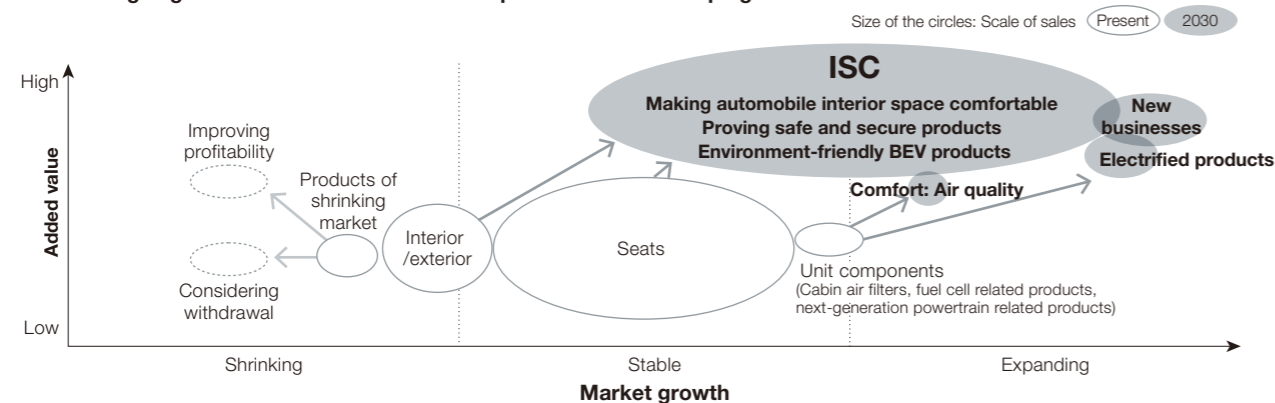 Size of the circles: Scale of sales Present 2030
High
ISC
Making automobile interior space comfortable
Proving safe and secure products
Environment-friendly BEV products
New
businesses
Electrified products
Improving
profitability
Products of
shrinking
market
Comfort: Air quality
Added value
Interior
/exterior
Seats
Unit components
(Cabin air filters, fuel cell related products,
next-generation powertrain related products)
Considering
withdrawal
Low
Shrinking Stable Expanding
Market growth